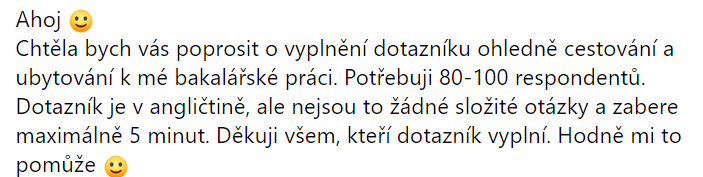 Ahoj 🙂
Chtěla bych vás poprosit o vyplnění dotazníku ohledně cestování a
ubytování k mé bakalářské práci. Potřebuji 80-100 respondentů.
Dotazník je v angličtině, ale nejsou to žádné složité otázky a zabere
maximálně 5 minut. Děkuji všem, kteří dotazník vyplní. Hodně mi to
pomůže 🙂